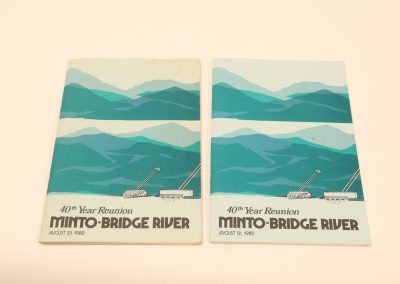 40th Year Reunion
MINTO-BRIDGE RIVER
AUGUST 21, 1982
40th Year Reunion
MINTO-BRIDGE RIVER
AUGUST 21, 1982